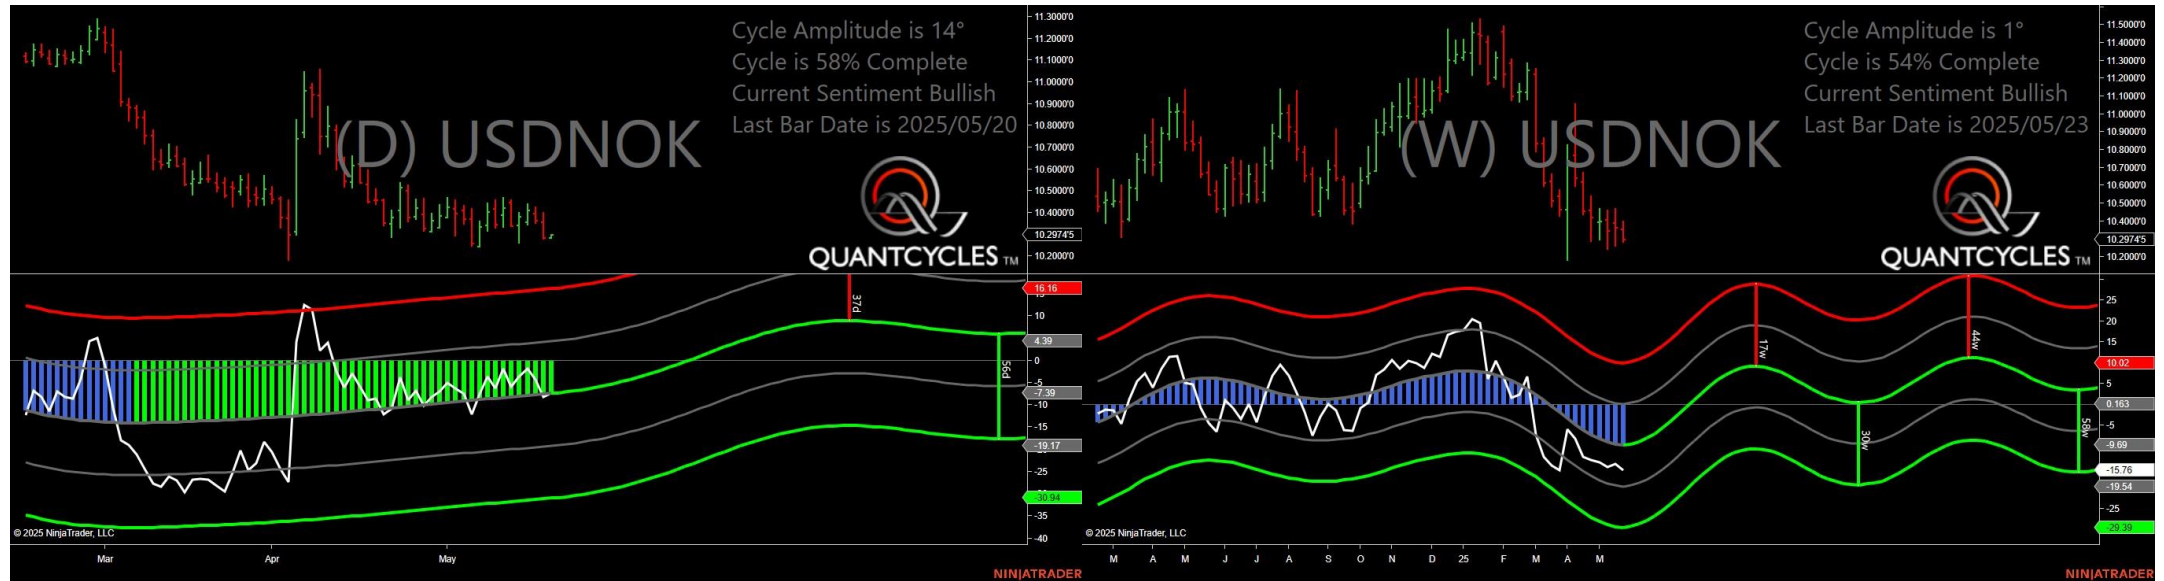 Cycle Amplitude is 14°
Cycle is 58% Complete
Current Sentiment Bullish
Last Bar Date is 2025/05/20
(D) USDNOK
QUANTCYCLES TM
11.3000'0
11.2000'0
11.1000'0
11.0000'0
10.9000'0
10.8000'0
10.7000'0
10.6000'0
10.5000'0
10.4000'0
10.2974'5
10.2000'0
37d
56d
16.16
10
4.39
0
-5
-7.39
-10
-15
-19.17
-25
-30.94
-35
-40
© 2025 NinjaTrader, LLC
Mar Apr May
NINJATRADER
Cycle Amplitude is 1°
Cycle is 54% Complete
Current Sentiment Bullish
Last Bar Date is 2025/05/23
(W) USDNOK
QUANTCYCLES TM
11.5000'0
11.4000'0
11.3000'0
11.2000'0
11.1000'0
11.0000'0
10.9000'0
10.8000'0
10.7000'0
10.6000'0
10.5000'0
10.4000'0
10.2974'5
10.2000'0
17w
44w
30w
58w
25
20
15
10.02
5
0.163
-5
-9.69
-15.76
-19.54
-25
-29.39
© 2025 NinjaTrader, LLC
M A M J J A S O N D 25 F M A M
NINJATRADER